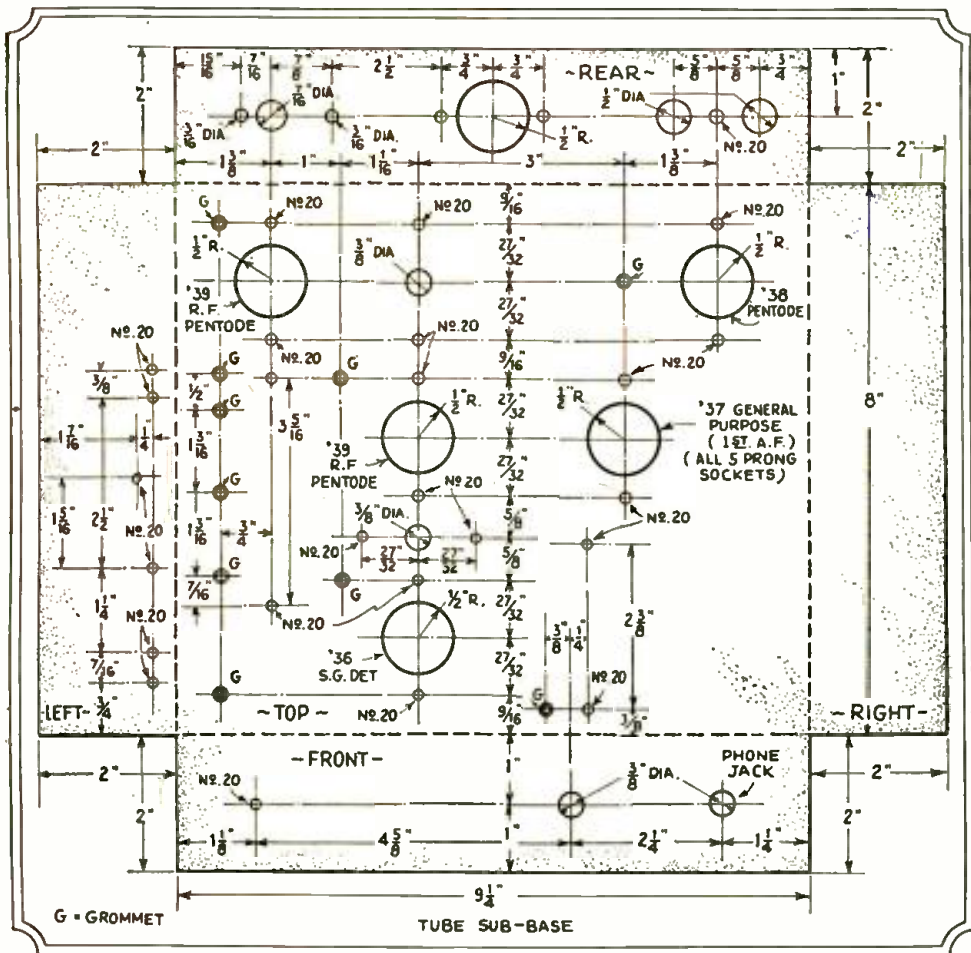 15/16" 7/16" 7/8" 2 1/2" 3/4" 3/4" ~REAR~ 5/8" 5/8" 3/4" 1"
2" 7/16" DIA 1/2" DIA 2"
3/16" DIA 3/16" DIA. 1/2" R. No.20
2" 1 3/8" 1" 1 1/16" 3" 1 3/8" 2"
G No.20 No.20 9/16" No.20
1/2" R. 3/8" DIA 27/32" G 1/2" R.
'39
R.F.
PENTODE
'38
PENTODE
27/32"
No.20 No.20 G No.20 No.20 9/16" No.20
3/8" G 1/2" 8"
G 3 5/16" 1/2" R. 27/32" 1/2" R.
'37 GENERAL
PURPOSE
(1ST. A.F.)
(ALL 5 PRONG
SOCKETS)
1 7/16" 1/4" 1 3/16"
'39
R.F
PENTODE
27/32"
G No.20
1 5/16" 2 1/2" No.20 1 3/16" 3/4" 3/8" DIA. 5/8" No.20
No.20 27/32" 27/32" 5/8"
G G
7/16" No.20 1/2" R. 27/32" 2 3/8"
1 1/4" No.20 3/8" 1/4"
'36
S.G. DET
27/32"
7/16" G G No.20
LEFT- 3/4" ~TOP~ No.20 9/16" 3/8" -RIGHT-
-FRONT- PHONE
JACK
2" No.20 1" 3/8" DIA. 2"
2" 2"
1 1/8" 4 5/8" 1" 2 1/4" 1 1/4"
9 1/4"
G = GROMMET TUBE SUB-BASE